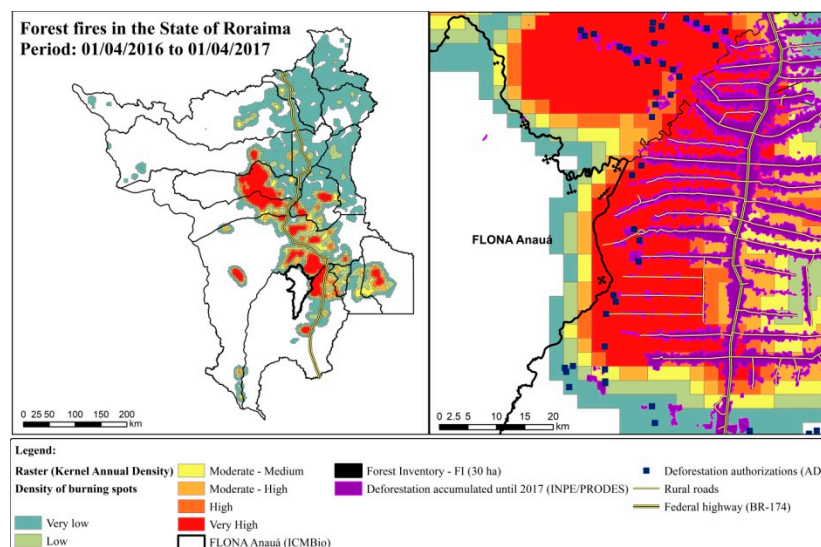 Forest fires in the State of Roraima
Period: 01/04/2016 to 01/04/2017
0 25 50 100 150 200
km
FLONA Anauá
0 2.5 5 10 15 20
km
Legend:
Raster (Kernel Annual Density)
Density of burning spots
Very low
Low
Moderate - Medium
Moderate - High
High
Very High
FLONA Anauá (ICMBio)
Forest Inventory - FI (30 ha)
Deforestation accumulated until 2017 (INPE/PRODES)
Deforestation authorizations (AD
Rural roads
Federal highway (BR-174)